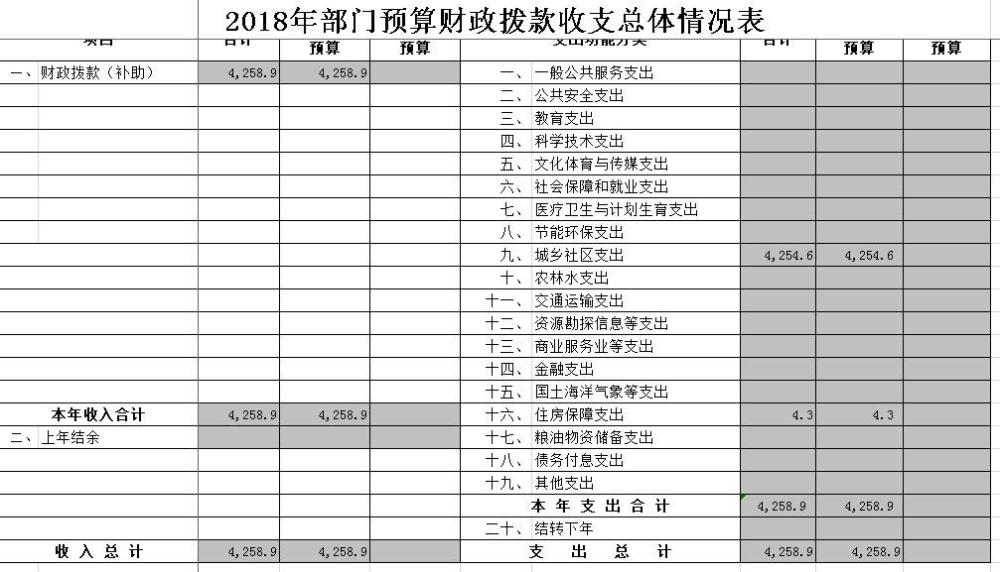 2018年部门预算财政拨款收支总体情况表
项目 合计 预算 预算 支出功能分类 合计 预算 预算
一、 财政拨款（补助） 4,258.9 4,258.9 一、 一般公共服务支出
二、 公共安全支出
三、 教育支出
四、 科学技术支出
五、 文化体育与传媒支出
六、 社会保障和就业支出
七、 医疗卫生与计划生育支出
八、 节能环保支出
九、 城乡社区支出 4,254.6 4,254.6
十、 农林水支出
十一、 交通运输支出
十二、 资源勘探信息等支出
十三、 商业服务业等支出
十四、 金融支出
十五、 国土海洋气象等支出
本年收入合计 4,258.9 4,258.9 十六、 住房保障支出 4.3 4.3
二、 上年结余 十七、 粮油物资储备支出
十八、 债务付息支出
十九、 其他支出
本 年 支 出 合 计 4,258.9 4,258.9
二十、 结转下年
收 入 总 计 4,258.9 4,258.9 支 出 总 计 4,258.9 4,258.9